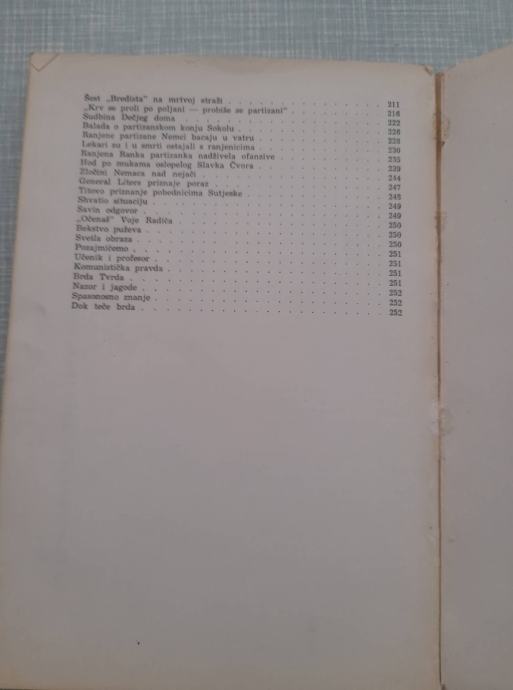 Šest „Bredista" na mrtvoj straži . . . . . . . . . . . . . . 211
„Krv se proli po poljani — probiše se partizani" . . . . . . . . 216
Sudbina Dečjeg doma . . . . . . . . . . . . . . . . . 222
Balada o partizanskom konju Sokolu . . . . . . . . . . . . 226
Ranjene partizane Nemci bacaju u vatru . . . . . . . . . . . 228
Lekari su i u smrti ostajali s ranjenicima . . . . . . . . . . . 230
Ranjena Ranka partizanka nadživela ofanzive . . . . . . . . . 235
Hod po mukama oslepelog Slavka Čvora . . . . . . . . . . . 239
Zločini Nemaca nad nejači . . . . . . . . . . . . . . . 244
General Liters priznaje poraz . . . . . . . . . . . . . . 247
Titovo priznanje pobednicima Sutjeske . . . . . . . . . . . 248
Shvatio situaciju . . . . . . . . . . . . . . . . . . 249
Savin odgovor . . . . . . . . . . . . . . . . . . . 249
„Očenaš" Voje Radiča . . . . . . . . . . . . . . . . . 250
Bekstvo puževa . . . . . . . . . . . . . . . . . . . 250
Svetla obraza . . . . . . . . . . . . . . . . . . . . 250
Pozajmićemo . . . . . . . . . . . . . . . . . . . . 251
Učenik i profesor . . . . . . . . . . . . . . . . . . 251
Komunistička pravda . . . . . . . . . . . . . . . . . 251
Brda Tvrda . . . . . . . . . . . . . . . . . . . . 251
Nazor i jagode . . . . . . . . . . . . . . . . . . . 252
Spasonosno znanje . . . . . . . . . . . . . . . . . . 252
Dok teče brda . . . . . . . . . . . . . . . . . . . 252